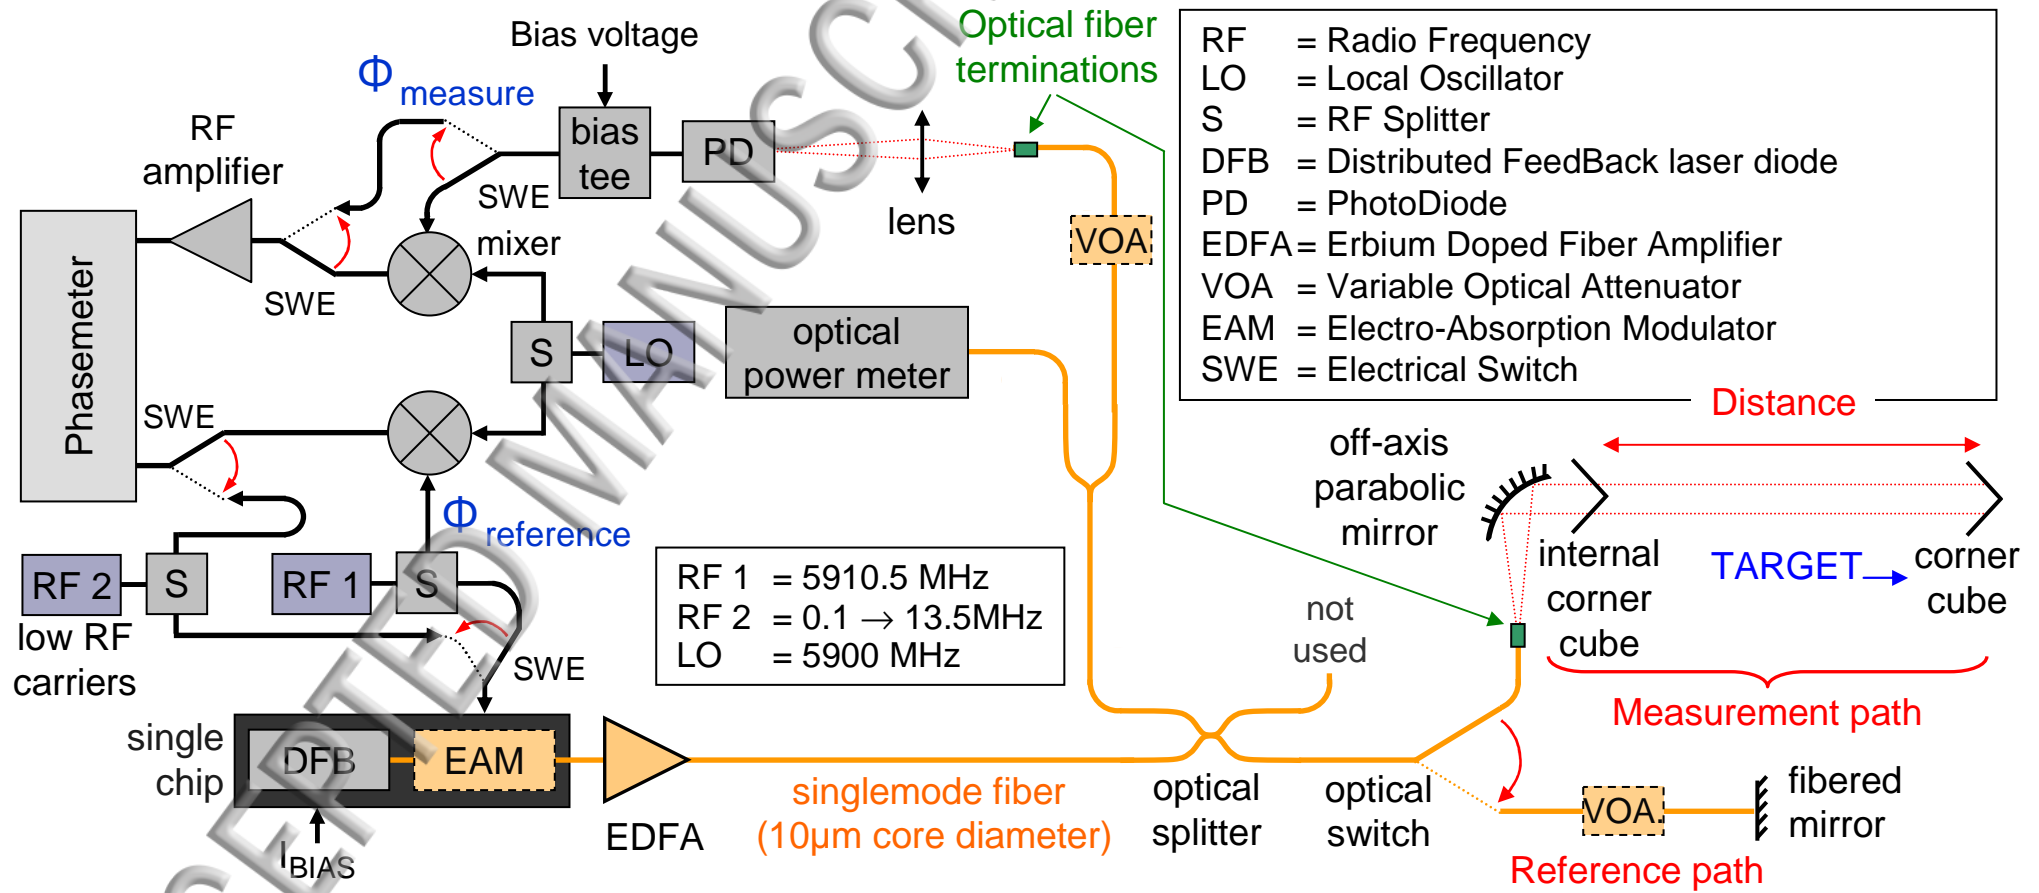 Bias voltage
Φ measure
RF
amplifier
bias
tee
PD
SWE
mixer
SWE
lens
Optical fiber
terminations
VOA
RF = Radio Frequency
LO = Local Oscillator
S = RF Splitter
DFB = Distributed FeedBack laser diode
PD = PhotoDiode
EDFA = Erbium Doped Fiber Amplifier
VOA = Variable Optical Attenuator
EAM = Electro-Absorption Modulator
SWE = Electrical Switch
Phasemeter
S
LO
optical
power meter
SWE
Φ reference
RF 2
S
RF 1
S
low RF
carriers
SWE
RF 1 = 5910.5 MHz
RF 2 = 0.1 → 13.5MHz
LO = 5900 MHz
Distance
off-axis
parabolic
mirror
internal
corner
cube
TARGET
corner
cube
not
used
Measurement path
single
chip
DFB
EAM
IBIAS
EDFA
singlemode fiber
(10µm core diameter)
optical
splitter
optical
switch
VOA.
fibered
mirror
Reference path
CEPTED MANUSC